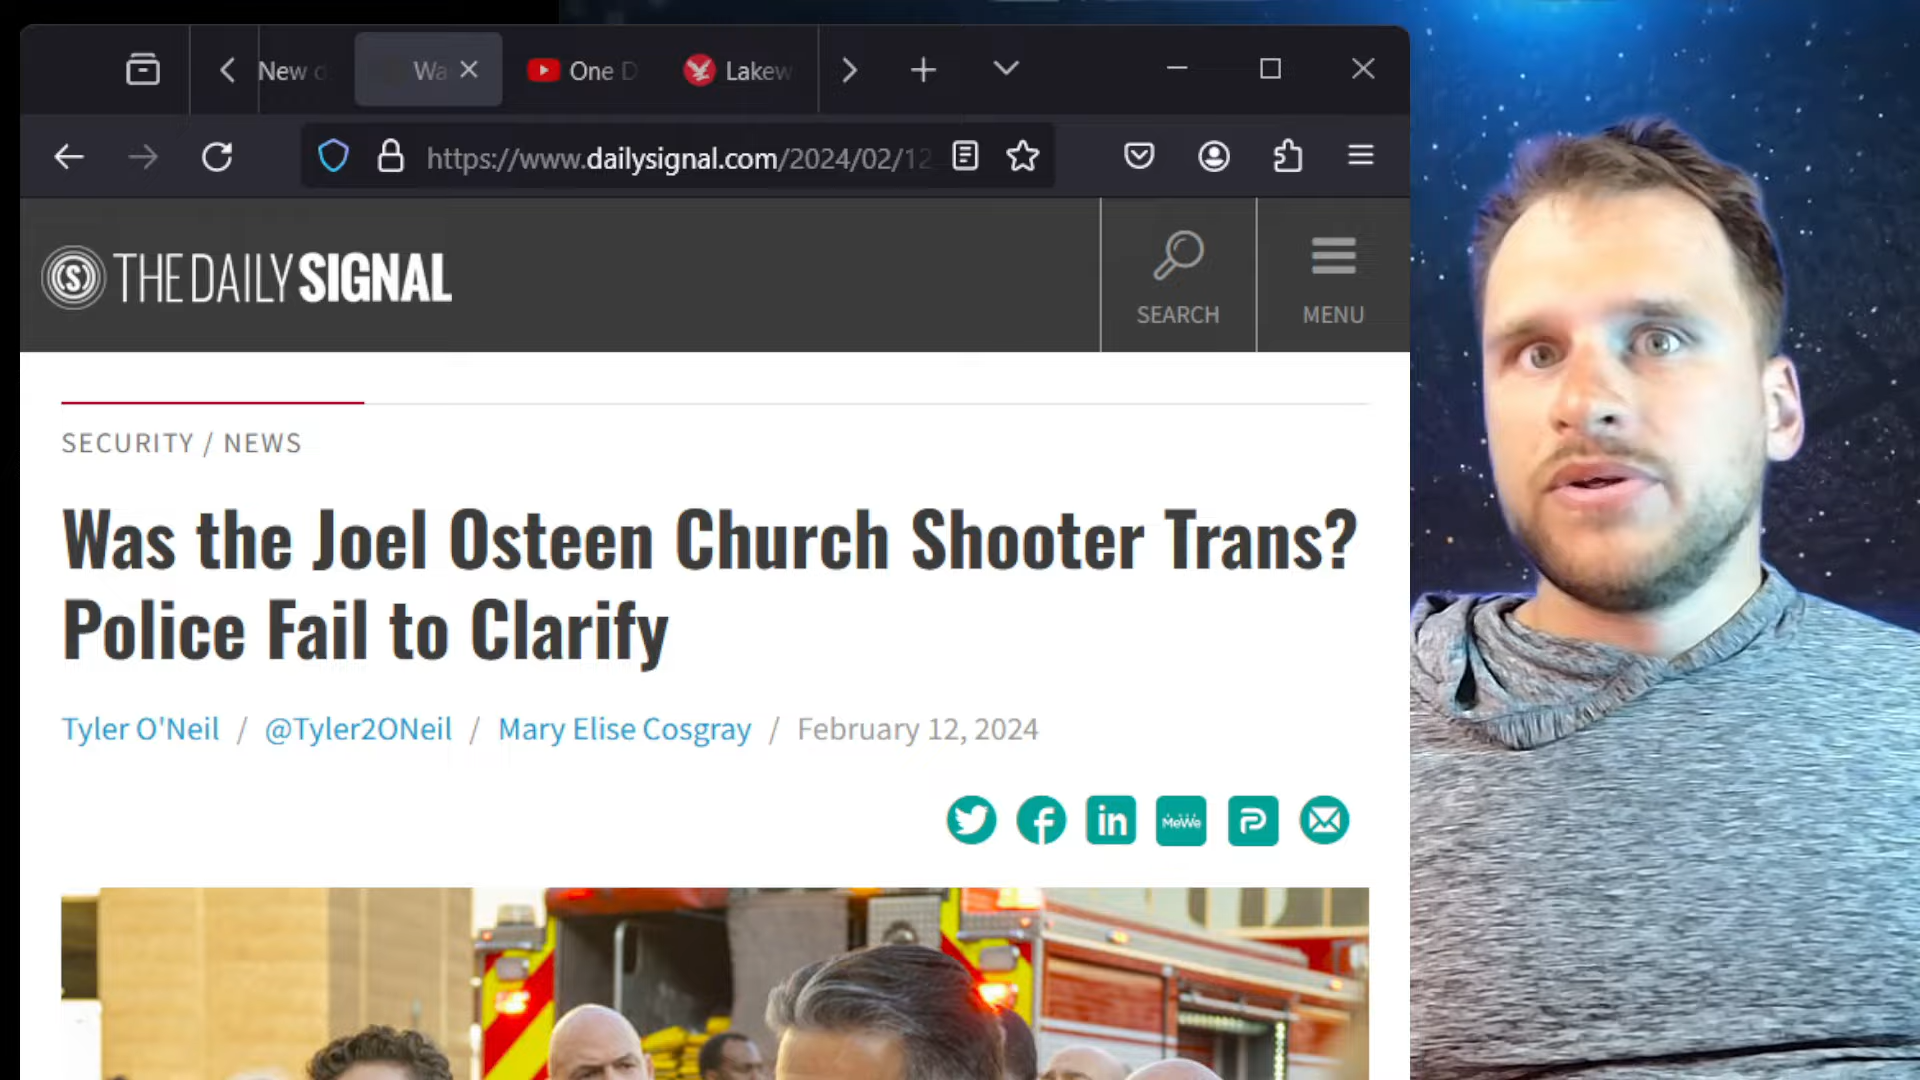 New
Wa
One D
Lakew
https://www.dailysignal.com/2024/02/12
THE DAILY SIGNAL
SEARCH
MENU
SECURITY / NEWS
Was the Joel Osteen Church Shooter Trans?
Police Fail to Clarify
Tyler O'Neil / @Tyler2ONeil / Mary Elise Cosgray / February 12, 2024
MeWe